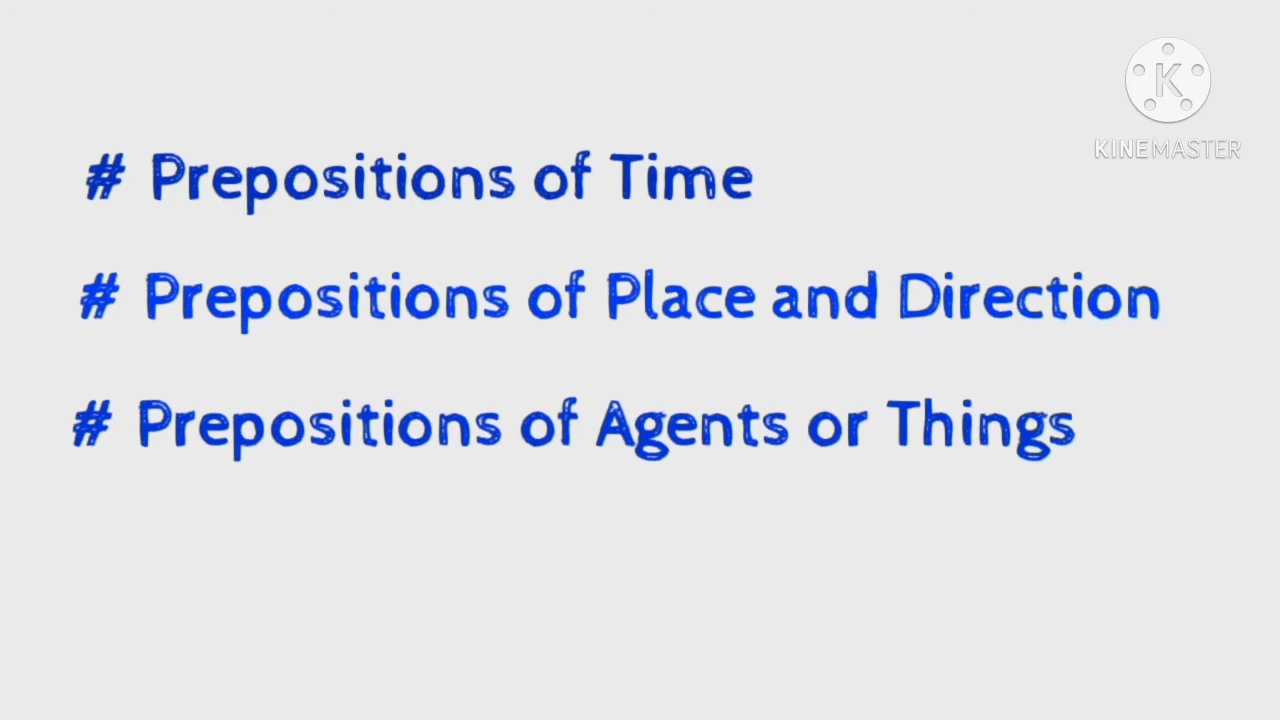 K
KINEMASTER
# Prepositions of Time
# Prepositions of Place and Direction
# Prepositions of Agents or Things